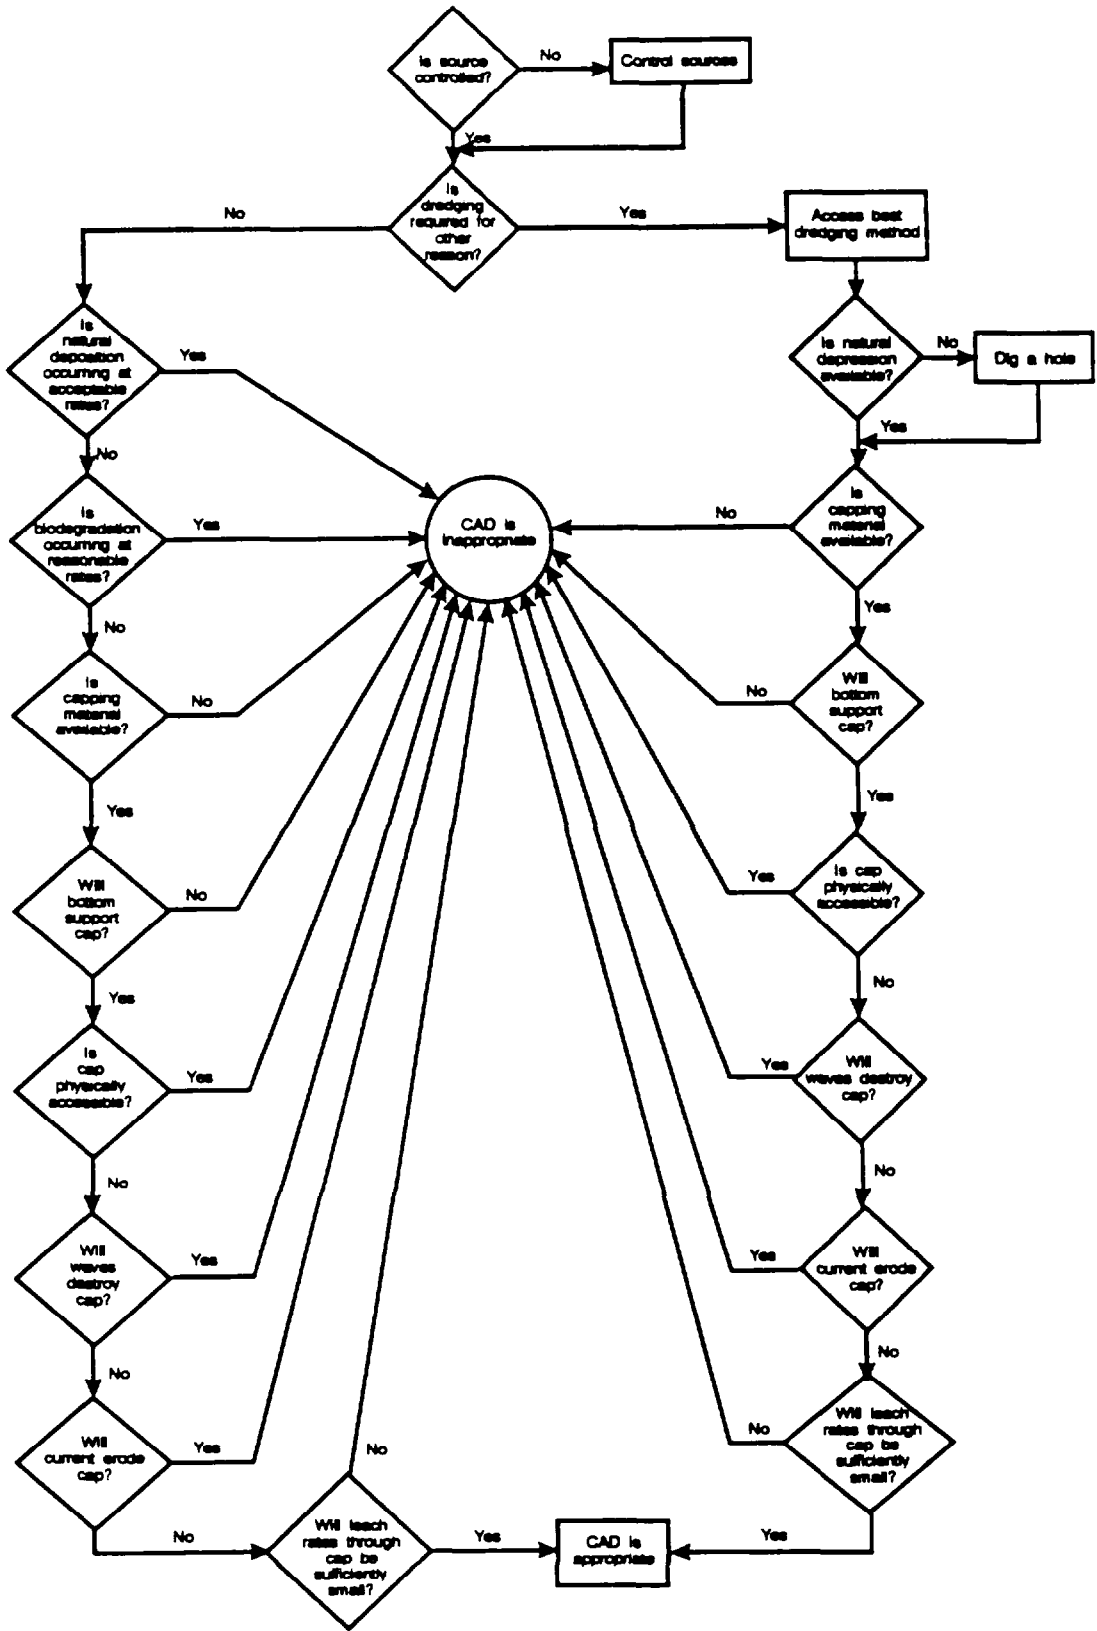 Is source
controlled?
No
Control sources
Yes
Is
dredging
required for
other
reason?
No
Yes
Access best
dredging method
Is
natural
deposition
occurring at
acceptable
rates?
Yes
No
Is natural
depression
available?
No
Dig a hole
Yes
Is
biodegradation
occurring at
reasonable
rates?
Yes
No
CAD is
inappropriate
Is
capping
material
available?
No
Yes
Is
capping
material
available?
No
Yes
Will
bottom
support
cap?
No
Yes
Will
bottom
support
cap?
No
Yes
Is cap
physically
accessible?
Yes
No
Is
cap
physically
accessible?
Yes
No
Will
waves destroy
cap?
Yes
No
Will
waves
destroy
cap?
Yes
No
Will
current erode
cap?
Yes
No
Will
current erode
cap?
Yes
No
Will leach
rates through
cap be
sufficiently
small?
No
Yes
Will leach
rates through
cap be
sufficiently
small?
No
Yes
CAD is
appropriate